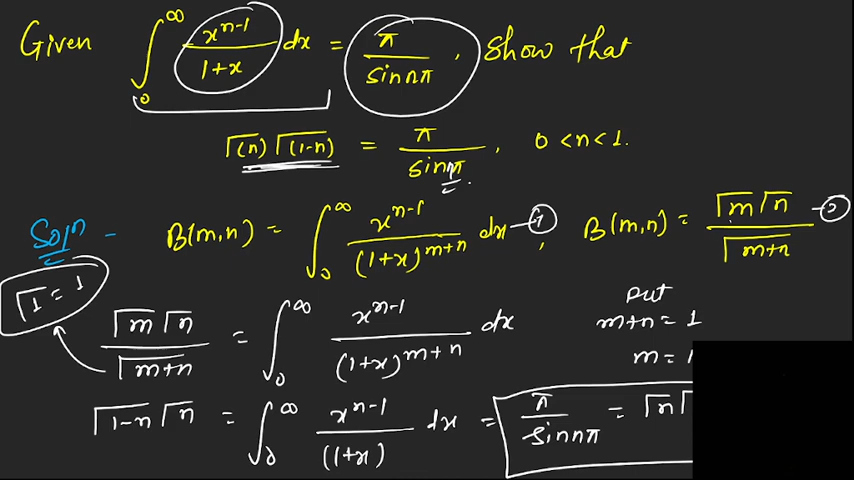 Given ∫₀^∞ x^(n-1)/(1+x) dx = π/sin nπ , Show that
Γ(n) Γ(1-n) = π/sin nπ , 0 < n < 1.
Solⁿ - B(m,n) = ∫₀^∞ x^(n-1)/(1+x)^(m+n) dx —① , B(m,n) = Γm Γn / Γm+n —②
Γ1 = 1
Γm Γn / Γm+n = ∫₀^∞ x^(n-1)/(1+x)^(m+n) dx
put
m+n = 1
m = 1
Γ1-n Γn = ∫₀^∞ x^(n-1)/(1+x) dx = π/sin nπ = Γn Γ